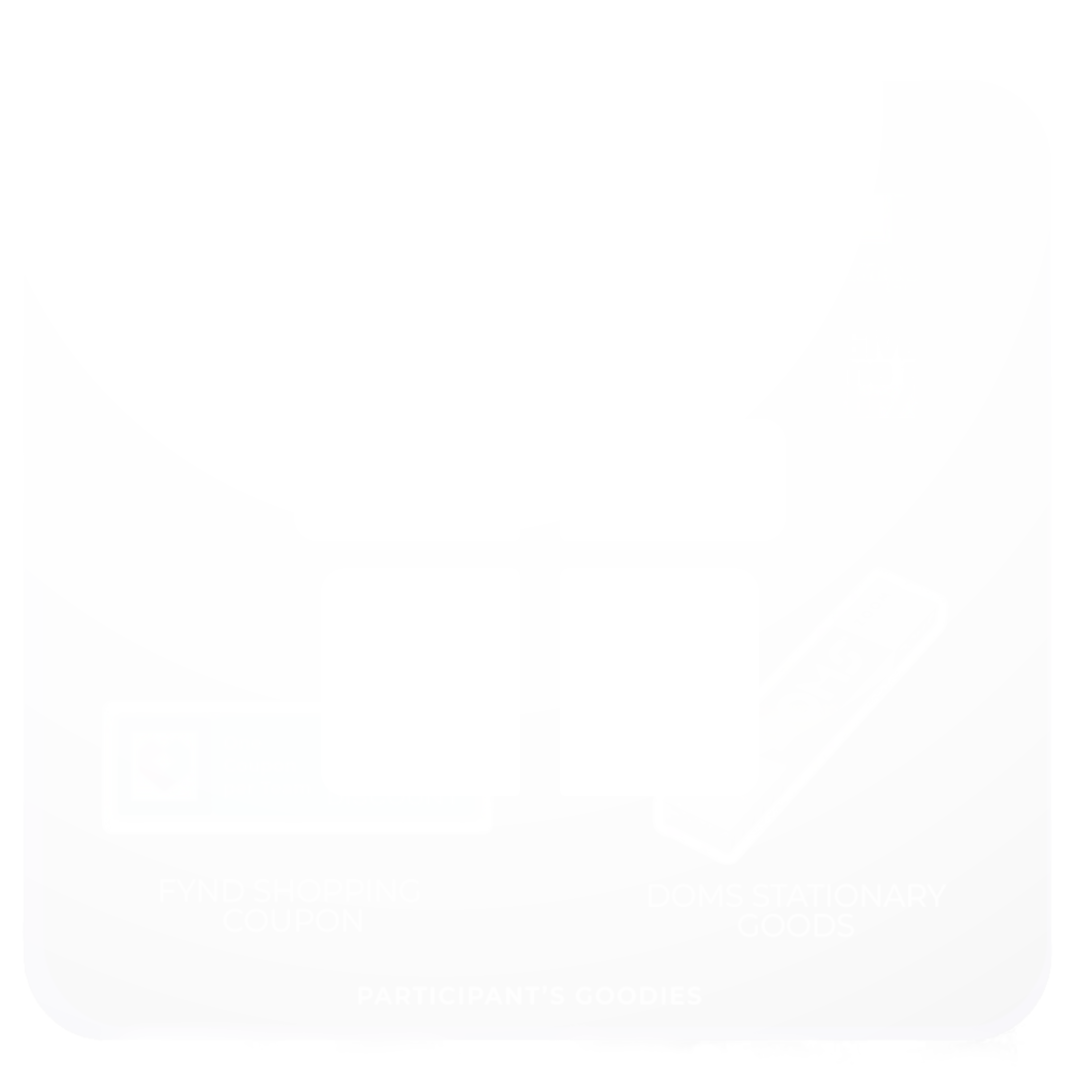 FYND SHOPPING
COUPON
DOMS STATIONARY
GOODS
PARTICIPANT'S GOODIES